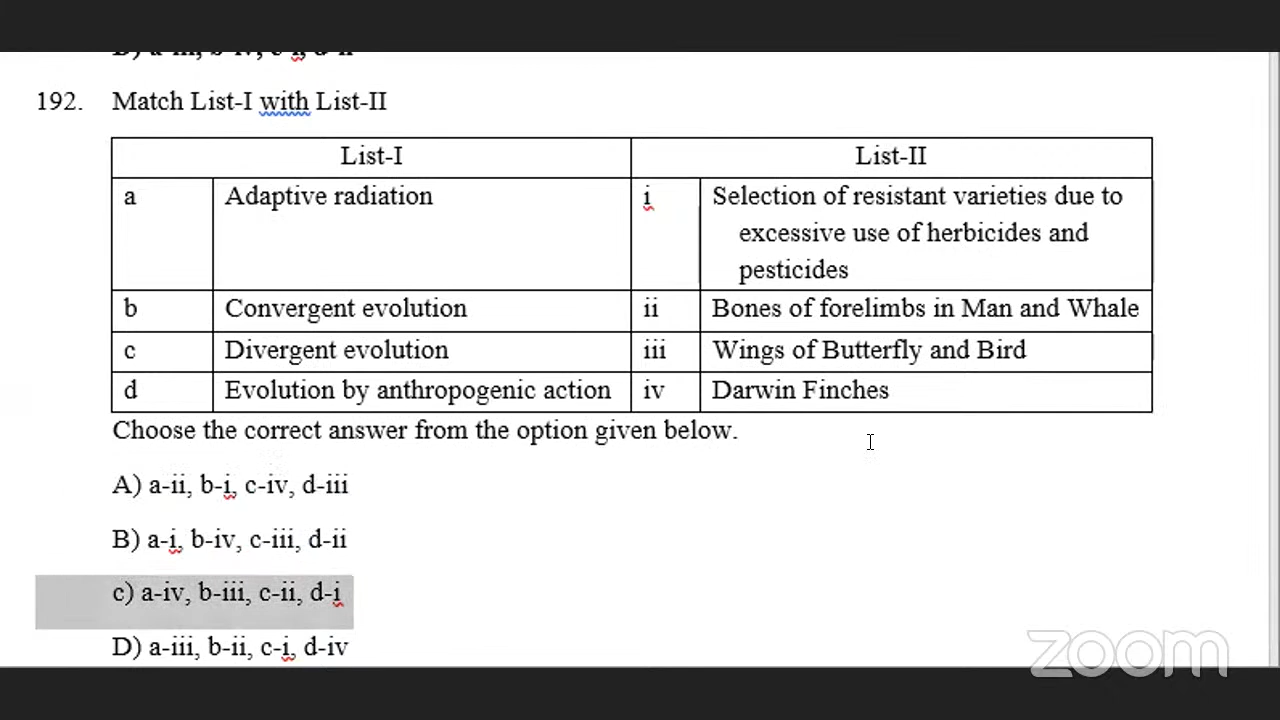 D) a-iii, b-iv, c-i, d-ii
192. Match List-I with List-II
List-I List-II
a Adaptive radiation i Selection of resistant varieties due to
excessive use of herbicides and
pesticides
b Convergent evolution ii Bones of forelimbs in Man and Whale
c Divergent evolution iii Wings of Butterfly and Bird
d Evolution by anthropogenic action iv Darwin Finches
Choose the correct answer from the option given below.
A) a-ii, b-i, c-iv, d-iii
B) a-i, b-iv, c-iii, d-ii
c) a-iv, b-iii, c-ii, d-i
D) a-iii, b-ii, c-i, d-iv
zoom